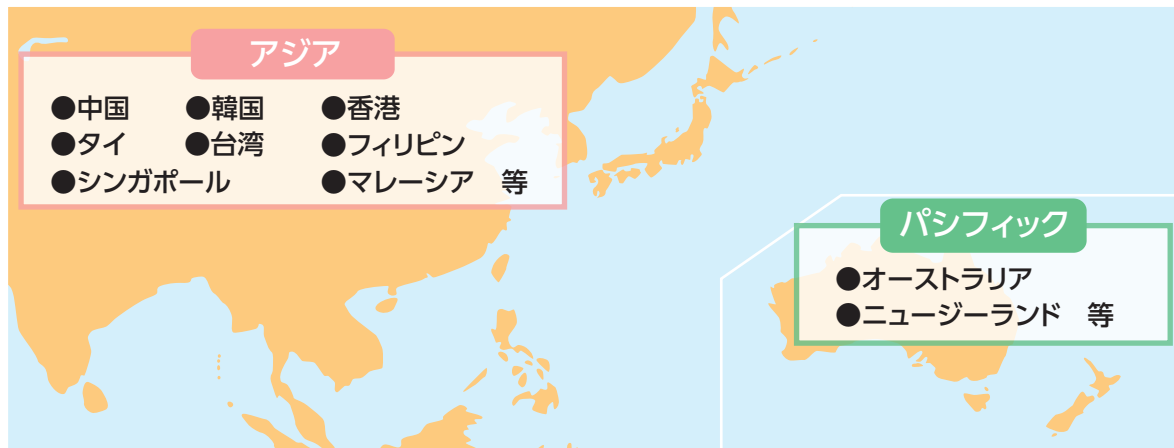 アジア
●中国 ●韓国 ●香港
●タイ ●台湾 ●フィリピン
●シンガポール ●マレーシア 等
パシフィック
●オーストラリア
●ニュージーランド 等